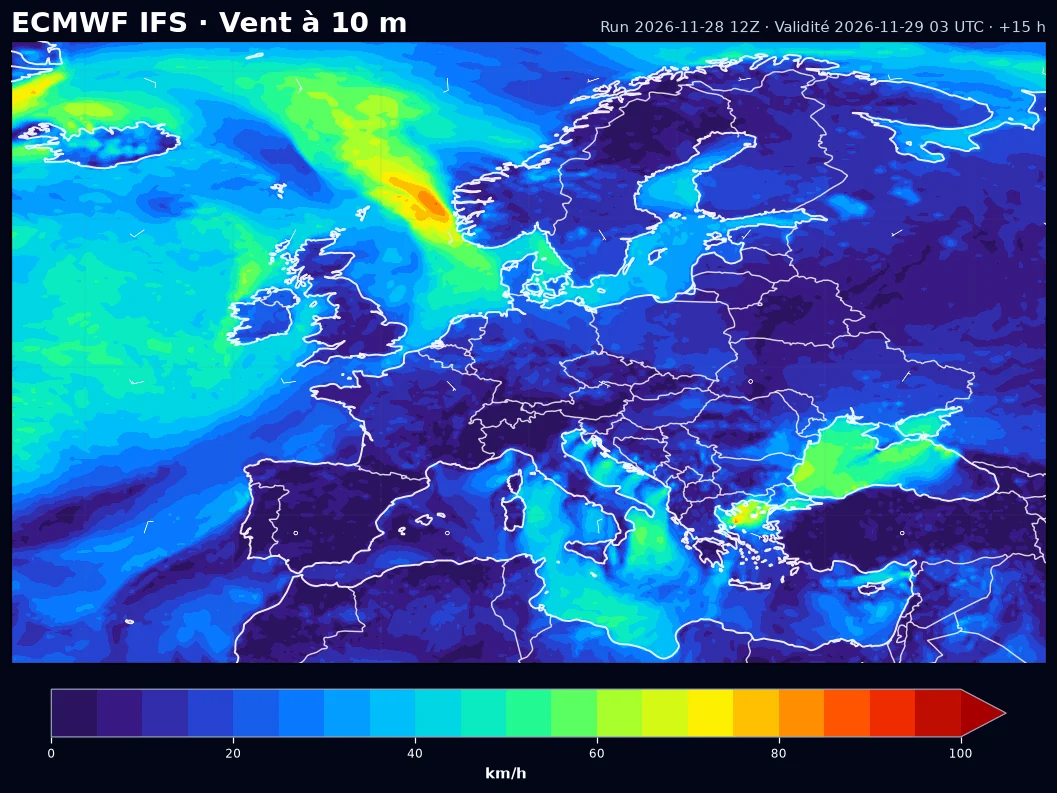 ECMWF IFS · Vent à 10 m
Run 2026-11-28 12Z · Validité 2026-11-29 03 UTC · +15 h
0 20 40 60 80 100
km/h